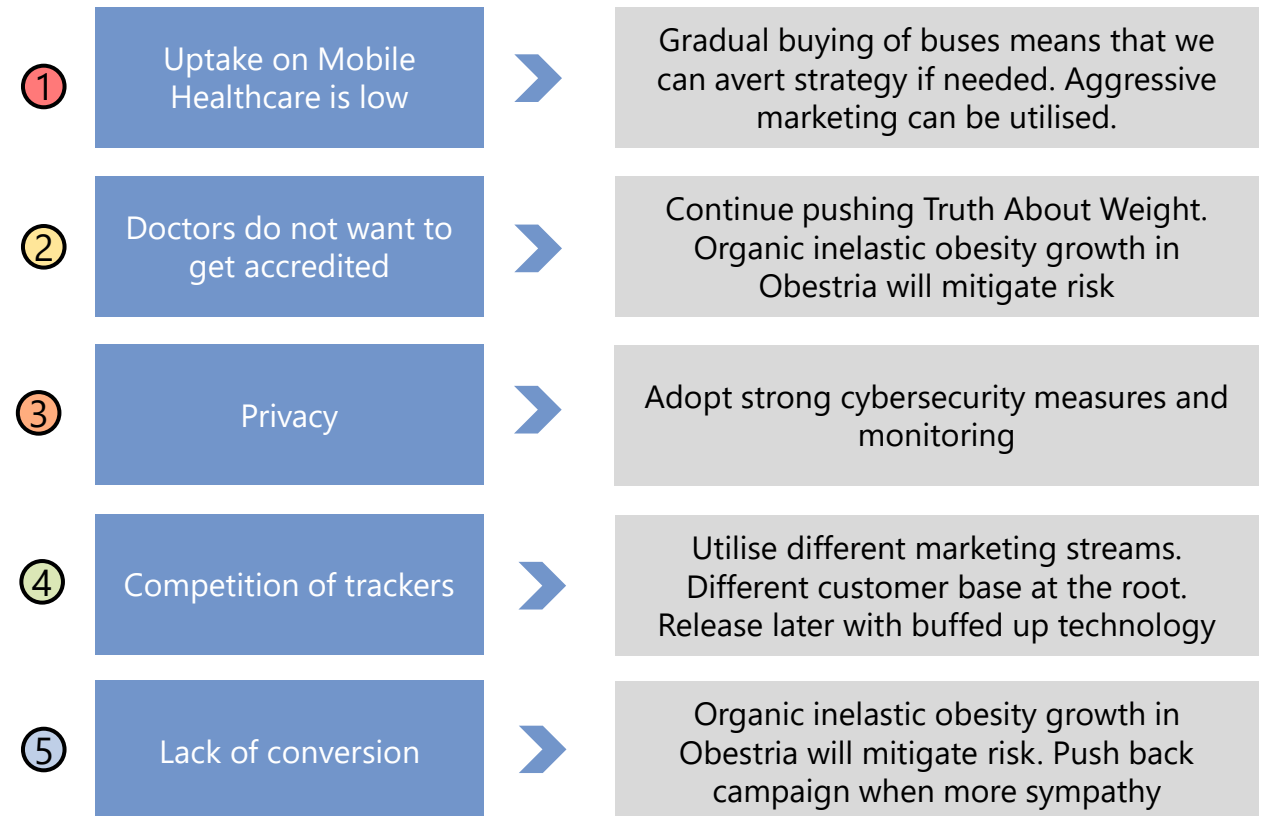 1
Uptake on Mobile
Healthcare is low
Gradual buying of buses means that we
can avert strategy if needed. Aggressive
marketing can be utilised.
2
Doctors do not want to
get accredited
Continue pushing Truth About Weight.
Organic inelastic obesity growth in
Obestria will mitigate risk
3
Privacy
Adopt strong cybersecurity measures and
monitoring
4
Competition of trackers
Utilise different marketing streams.
Different customer base at the root.
Release later with buffed up technology
5
Lack of conversion
Organic inelastic obesity growth in
Obestria will mitigate risk. Push back
campaign when more sympathy